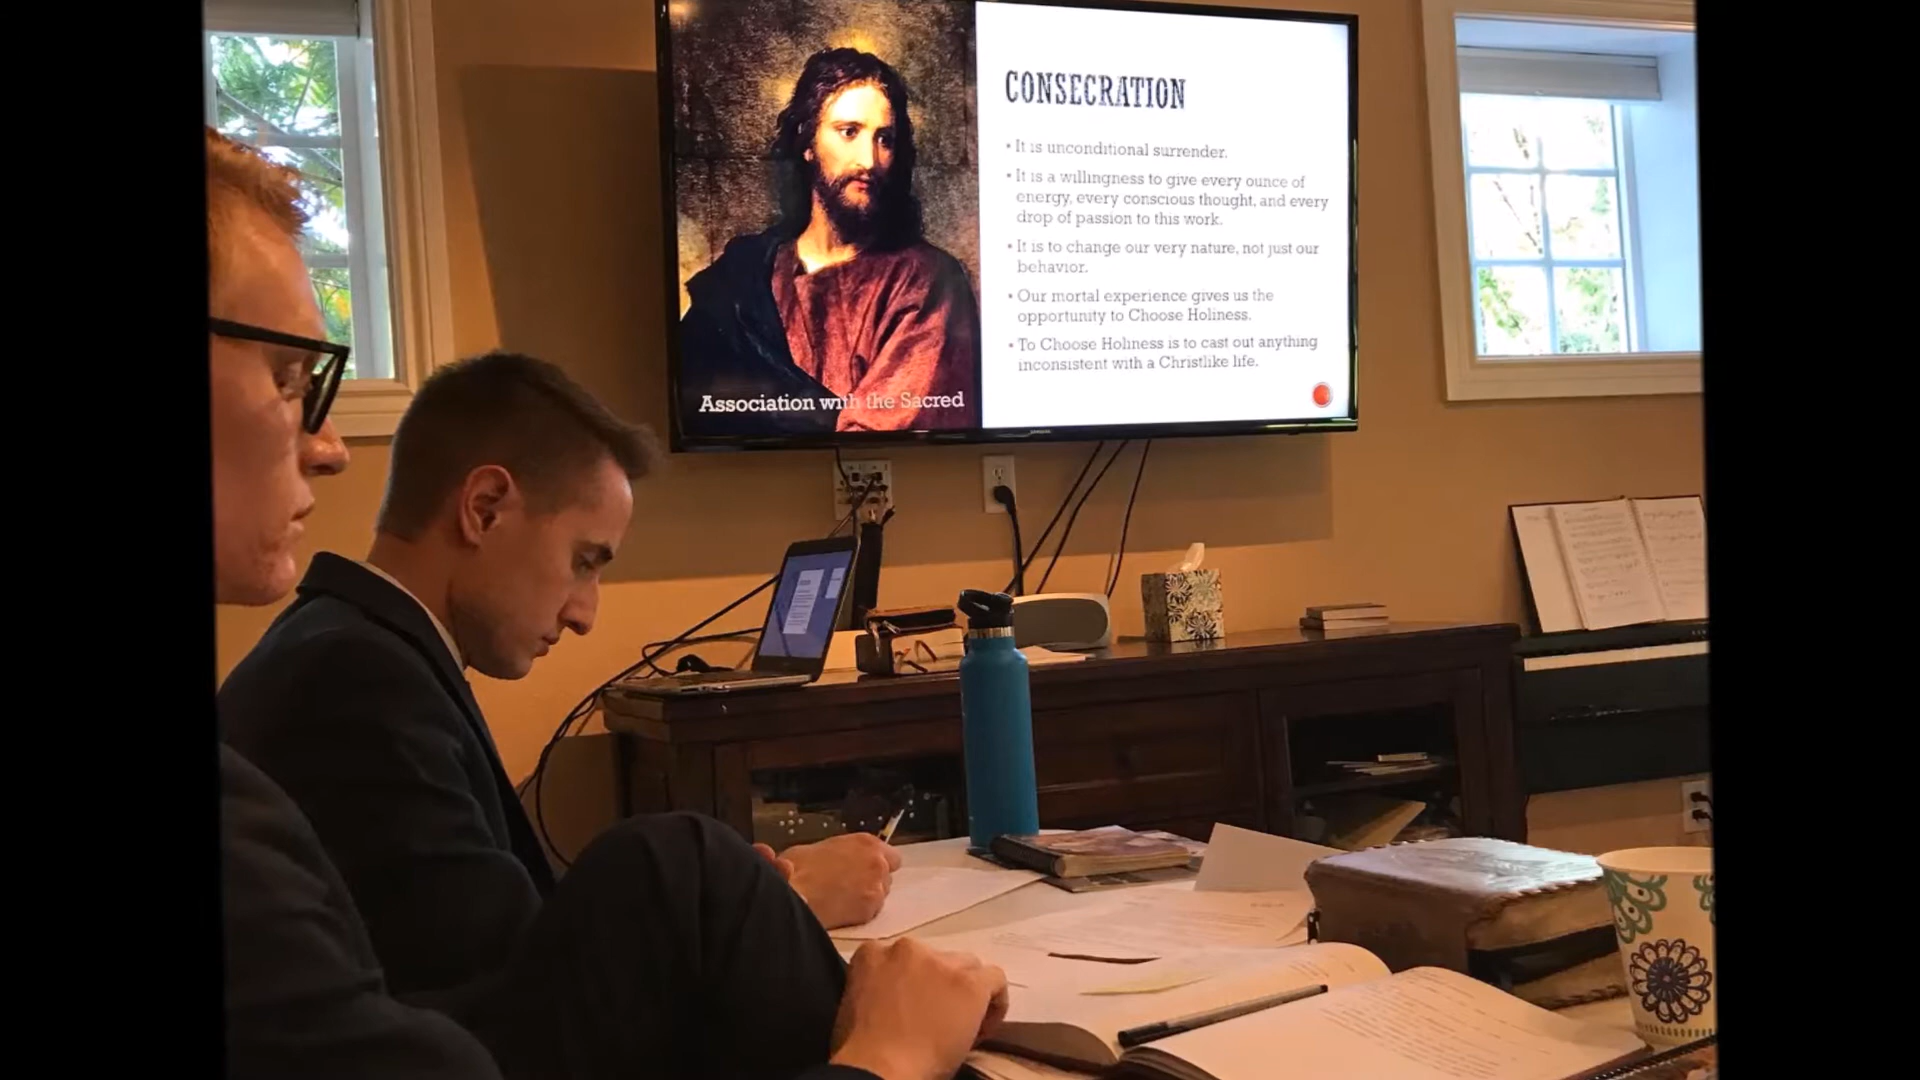 CONSECRATION
• It is unconditional surrender.
• It is a willingness to give every ounce of
energy, every conscious thought, and every
drop of passion to this work.
• It is to change our very nature, not just our
behavior.
• Our mortal experience gives us the
opportunity to Choose Holiness.
• To Choose Holiness is to cast out anything
inconsistent with a Christlike life.
Association with the Sacred